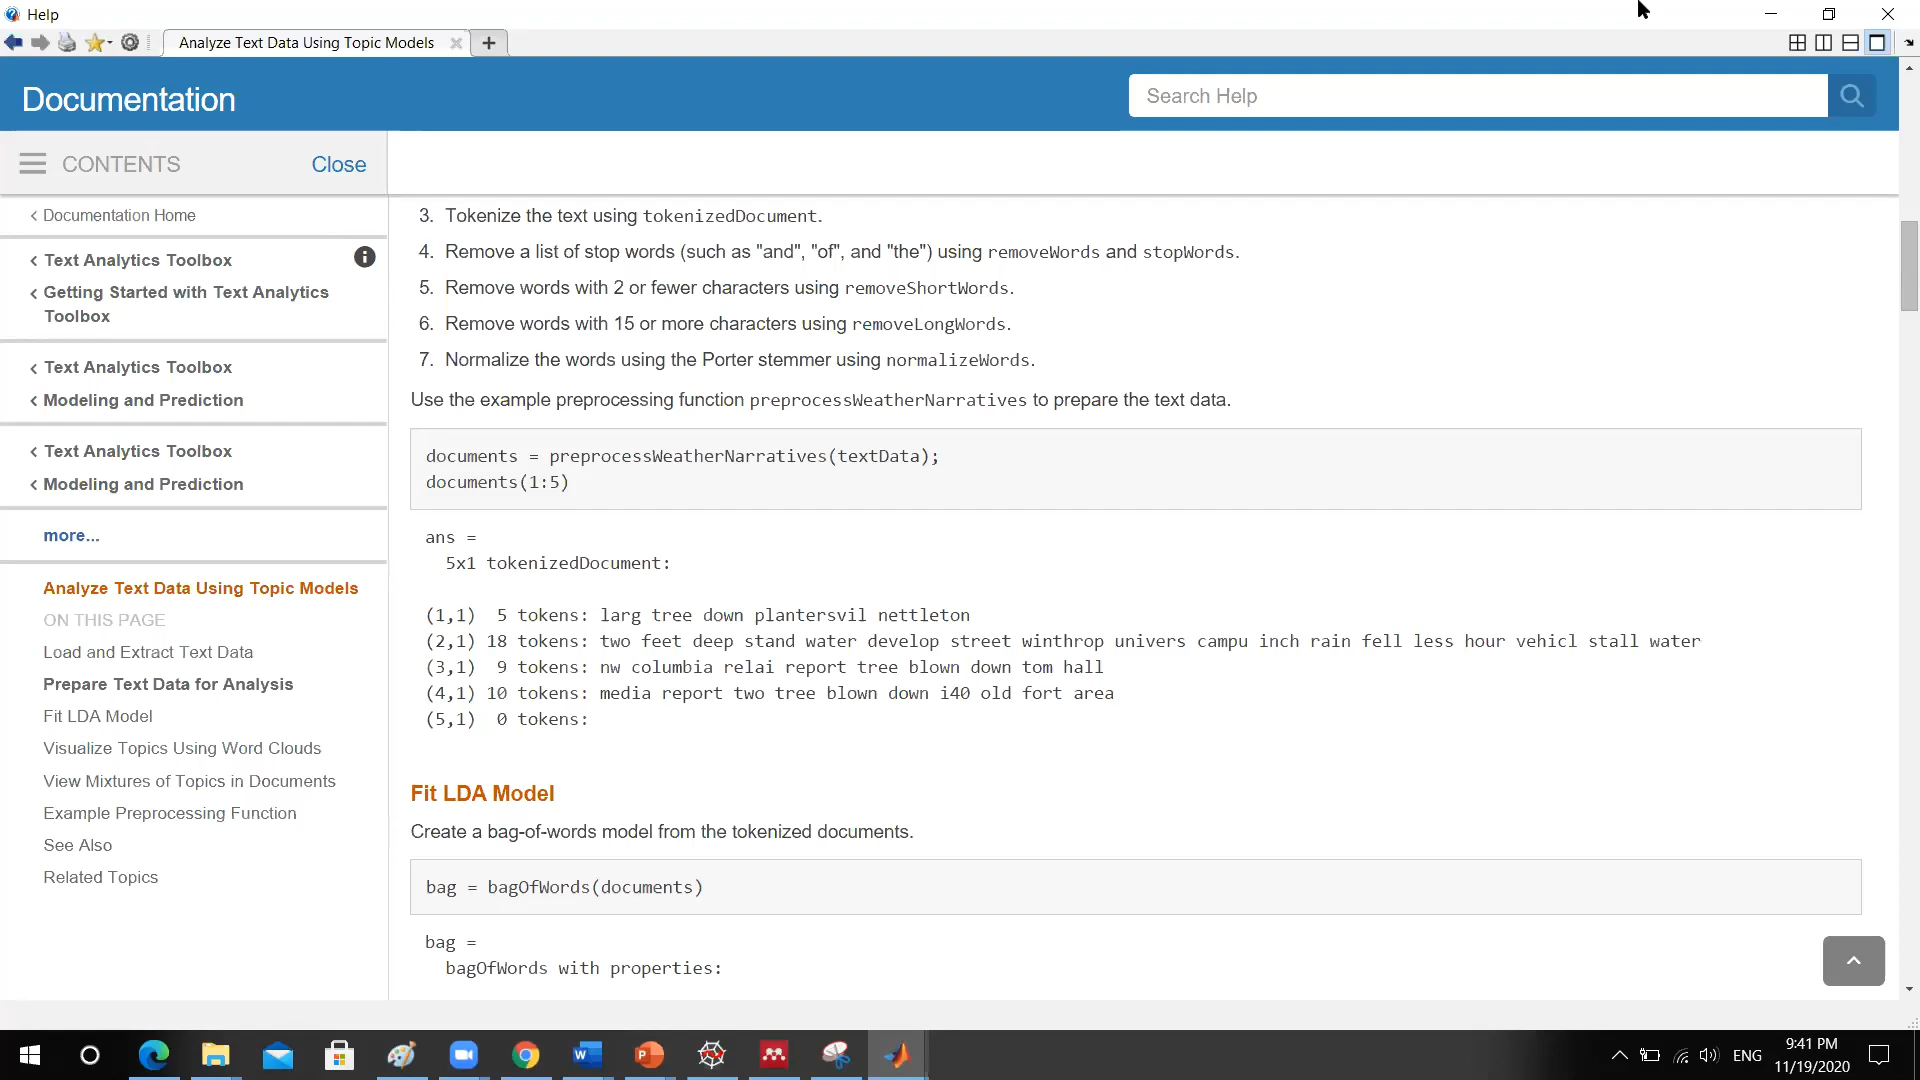 Help
Analyze Text Data Using Topic Models
Documentation
Search Help
CONTENTS
Close
Documentation Home
Text Analytics Toolbox
Getting Started with Text Analytics
Toolbox
Text Analytics Toolbox
Modeling and Prediction
Text Analytics Toolbox
Modeling and Prediction
more...
Analyze Text Data Using Topic Models
ON THIS PAGE
Load and Extract Text Data
Prepare Text Data for Analysis
Fit LDA Model
Visualize Topics Using Word Clouds
View Mixtures of Topics in Documents
Example Preprocessing Function
See Also
Related Topics
3. Tokenize the text using tokenizedDocument.
4. Remove a list of stop words (such as "and", "of", and "the") using removeWords and stopWords.
5. Remove words with 2 or fewer characters using removeShortWords.
6. Remove words with 15 or more characters using removeLongWords.
7. Normalize the words using the Porter stemmer using normalizeWords.
Use the example preprocessing function preprocessWeatherNarratives to prepare the text data.
documents = preprocessWeatherNarratives(textData);
documents(1:5)
ans =
5x1 tokenizedDocument:
(1,1) 5 tokens: larg tree down plantersvil nettleton
(2,1) 18 tokens: two feet deep stand water develop street winthrop univers campu inch rain fell less hour vehicl stall water
(3,1) 9 tokens: nw columbia relai report tree blown down tom hall
(4,1) 10 tokens: media report two tree blown down i40 old fort area
(5,1) 0 tokens:
Fit LDA Model
Create a bag-of-words model from the tokenized documents.
bag = bagOfWords(documents)
bag =
bagOfWords with properties:
ENG
9:41 PM
11/19/2020